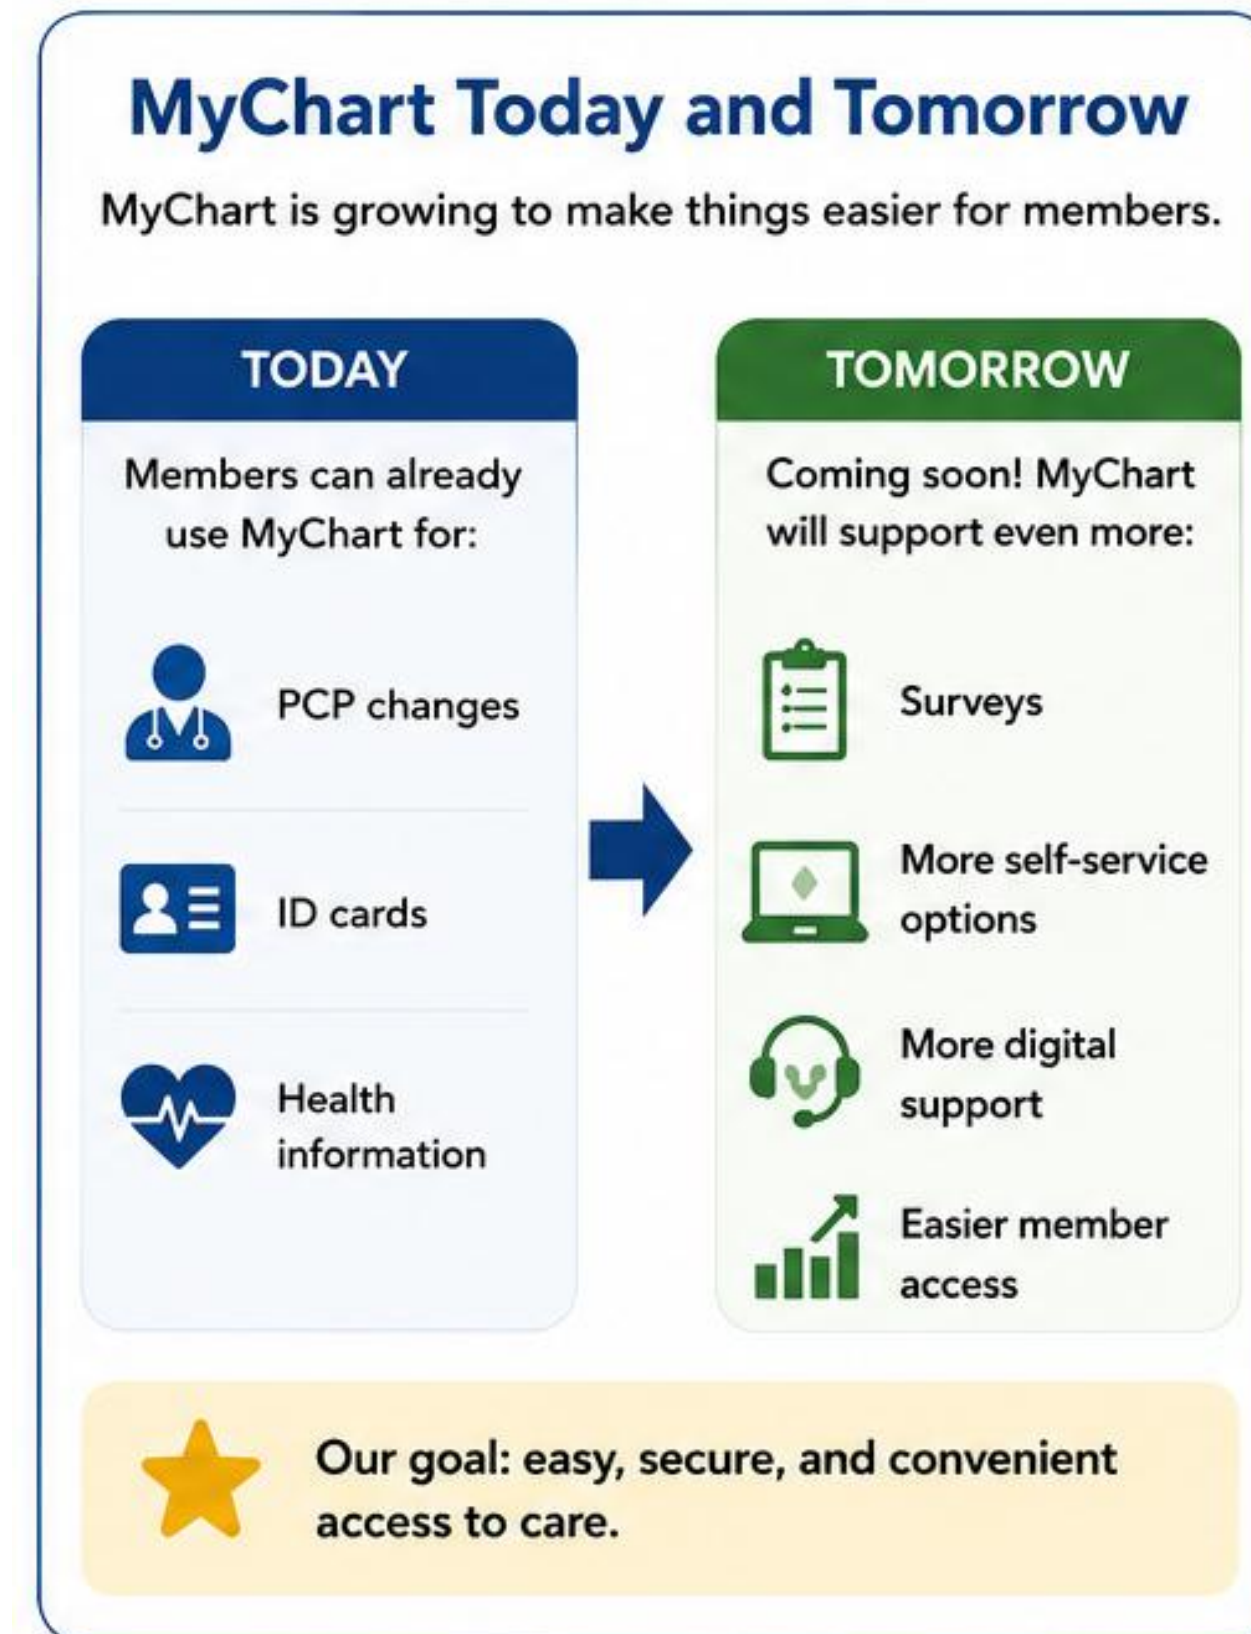 MyChart Today and Tomorrow
MyChart is growing to make things easier for members.
TODAY
Members can already
use MyChart for:
PCP changes
ID cards
Health
information
TOMORROW
Coming soon! MyChart
will support even more:
Surveys
More self-service
options
More digital
support
Easier member
access
Our goal: easy, secure, and convenient
access to care.